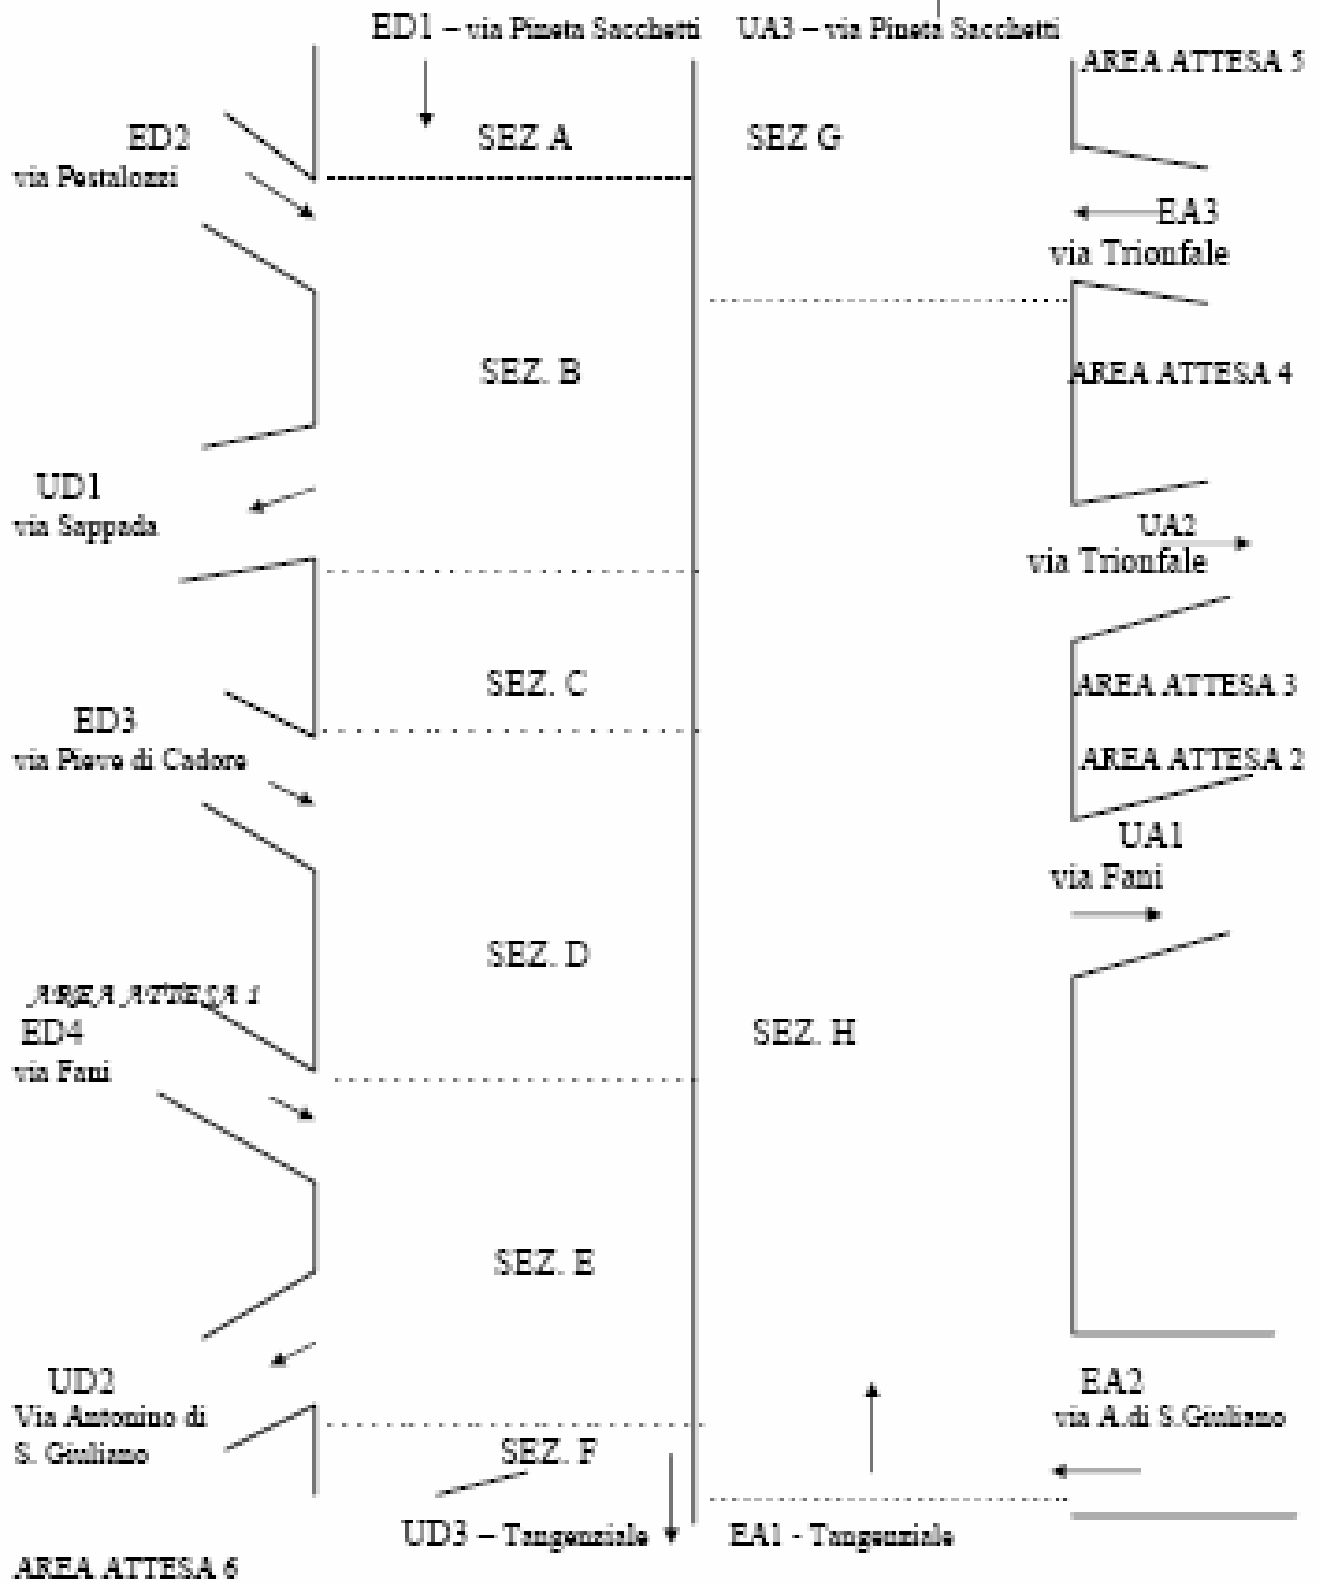 ED1 – via Pineta Sacchetti
UA3 – via Pineta Sacchetti
AREA ATTESA 5
ED2
via Pestalozzi
SEZ A
SEZ G
EA3
via Trionfale
SEZ. B
AREA ATTESA 4
UD1
via Sappada
UA2
via Trionfale
SEZ. C
AREA ATTESA 3
ED3
via Pieve di Cadore
AREA ATTESA 2
UA1
via Fani
SEZ. D
AREA ATTESA 1
ED4
via Fani
SEZ. H
SEZ. E
UD2
Via Antonino di
S. Giuliano
EA2
via A.di S.Giuliano
SEZ. F
UD3 – Tangenziale
EA1 - Tangenziale
AREA ATTESA 6